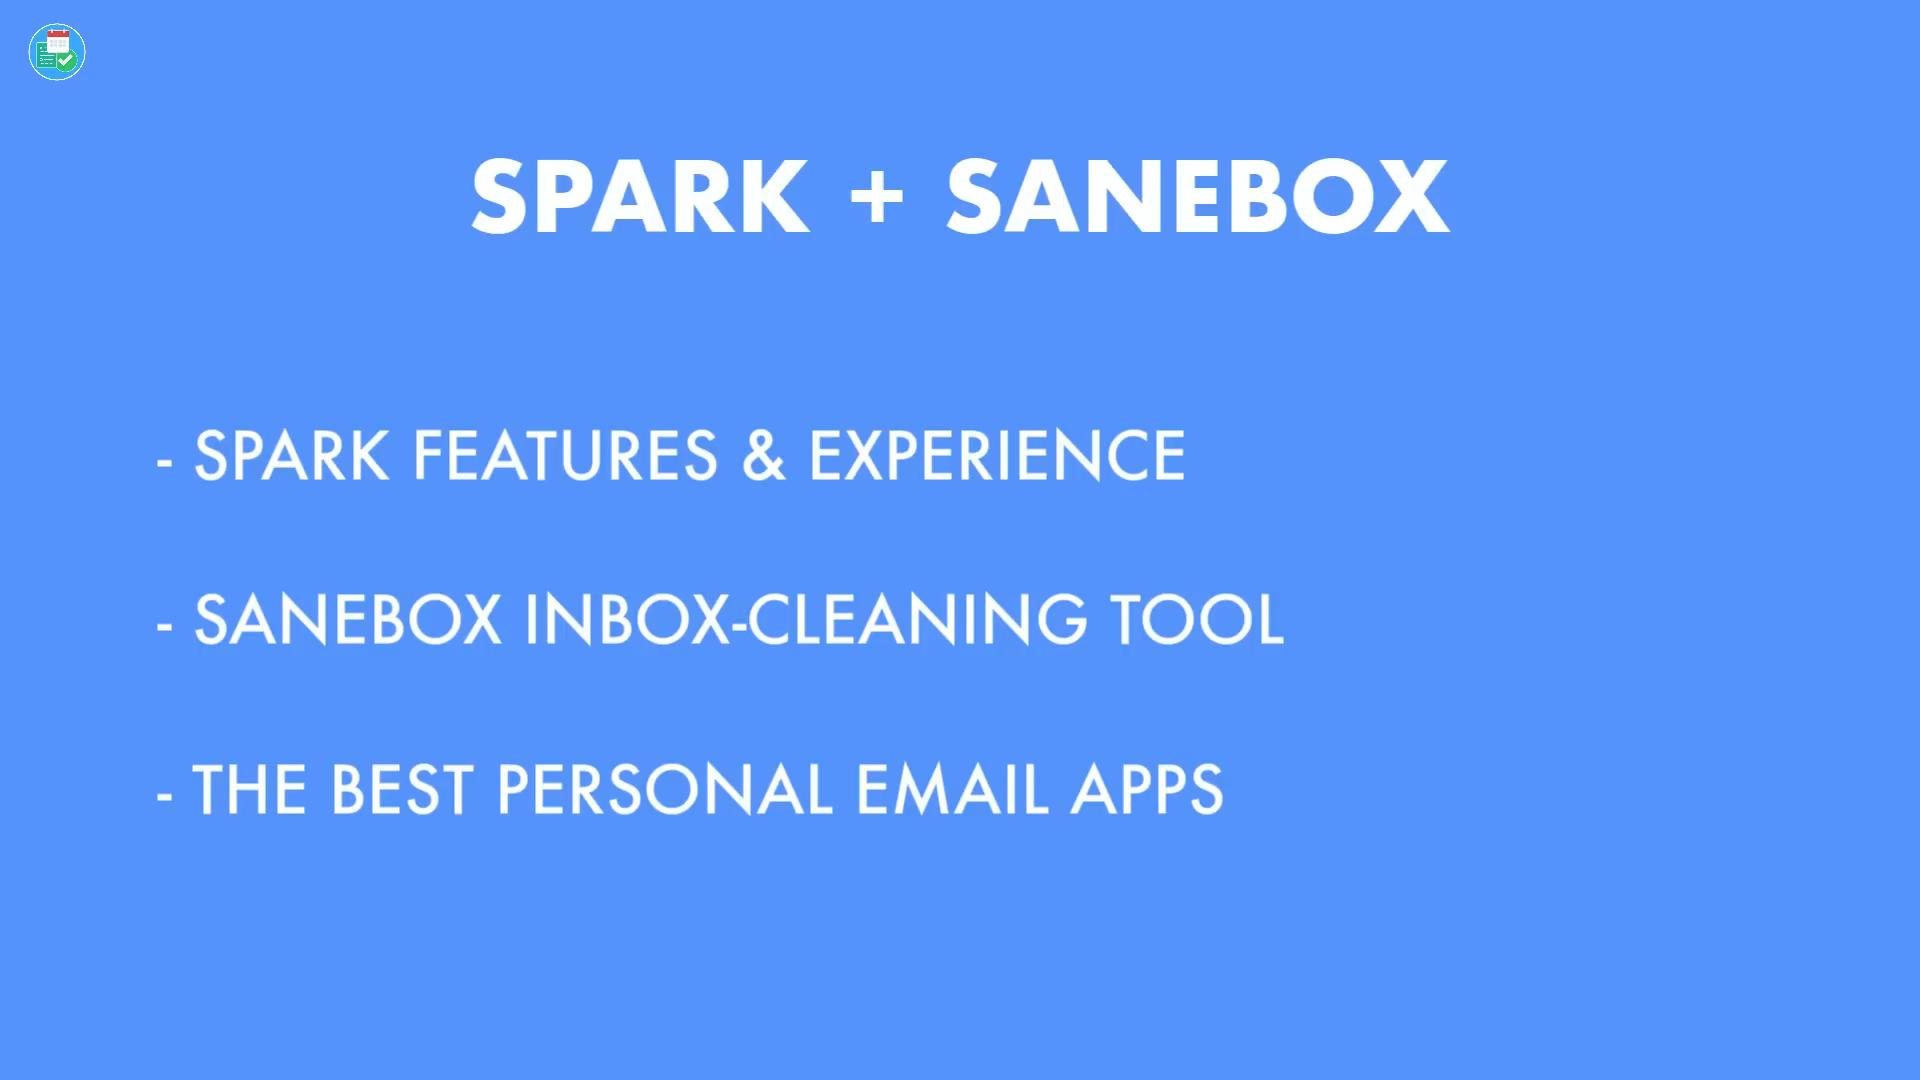 SPARK + SANEBOX
- SPARK FEATURES & EXPERIENCE
- SANEBOX INBOX-CLEANING TOOL
- THE BEST PERSONAL EMAIL APPS